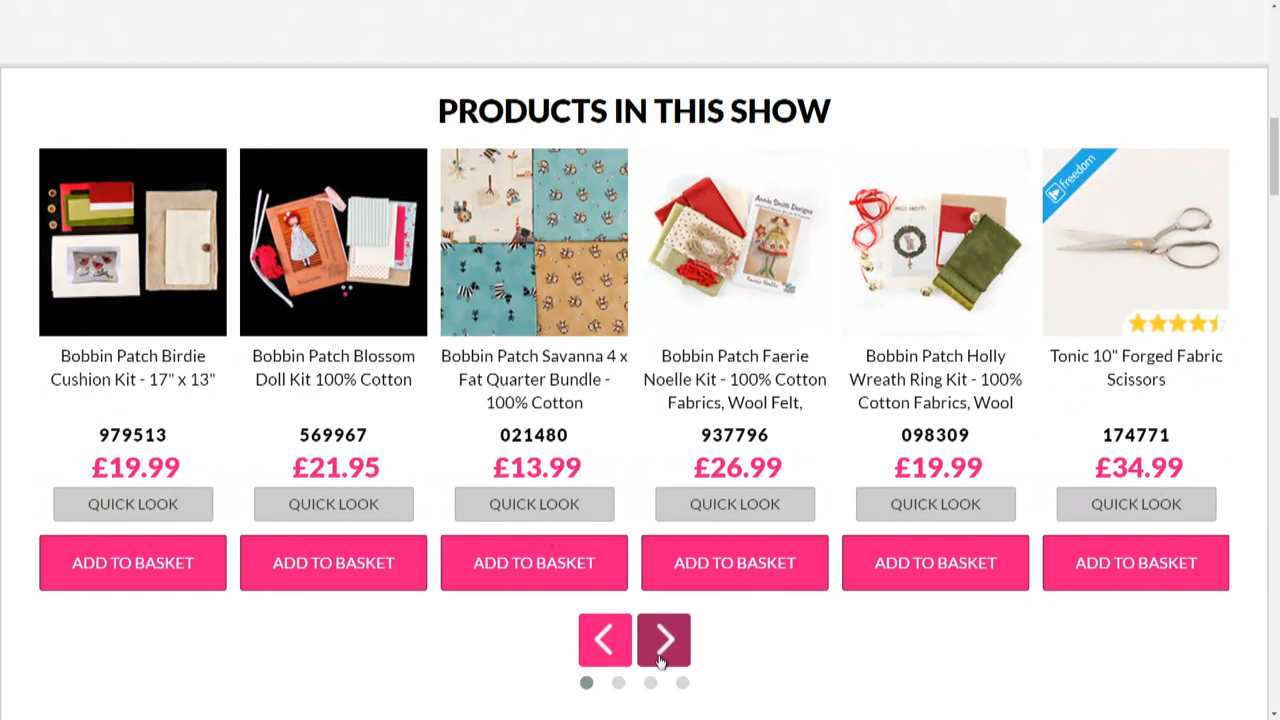 PRODUCTS IN THIS SHOW
freedom
Annie Smith Designs
HOLLY WREATH
Bobbin Patch Birdie
Cushion Kit - 17" x 13"
Bobbin Patch Blossom
Doll Kit 100% Cotton
Bobbin Patch Savanna 4 x
Fat Quarter Bundle -
100% Cotton
Bobbin Patch Faerie
Noelle Kit - 100% Cotton
Fabrics, Wool Felt,
Bobbin Patch Holly
Wreath Ring Kit - 100%
Cotton Fabrics, Wool
Tonic 10" Forged Fabric
Scissors
979513
569967
021480
937796
098309
174771
£19.99
£21.95
£13.99
£26.99
£19.99
£34.99
QUICK LOOK
QUICK LOOK
QUICK LOOK
QUICK LOOK
QUICK LOOK
QUICK LOOK
ADD TO BASKET
ADD TO BASKET
ADD TO BASKET
ADD TO BASKET
ADD TO BASKET
ADD TO BASKET